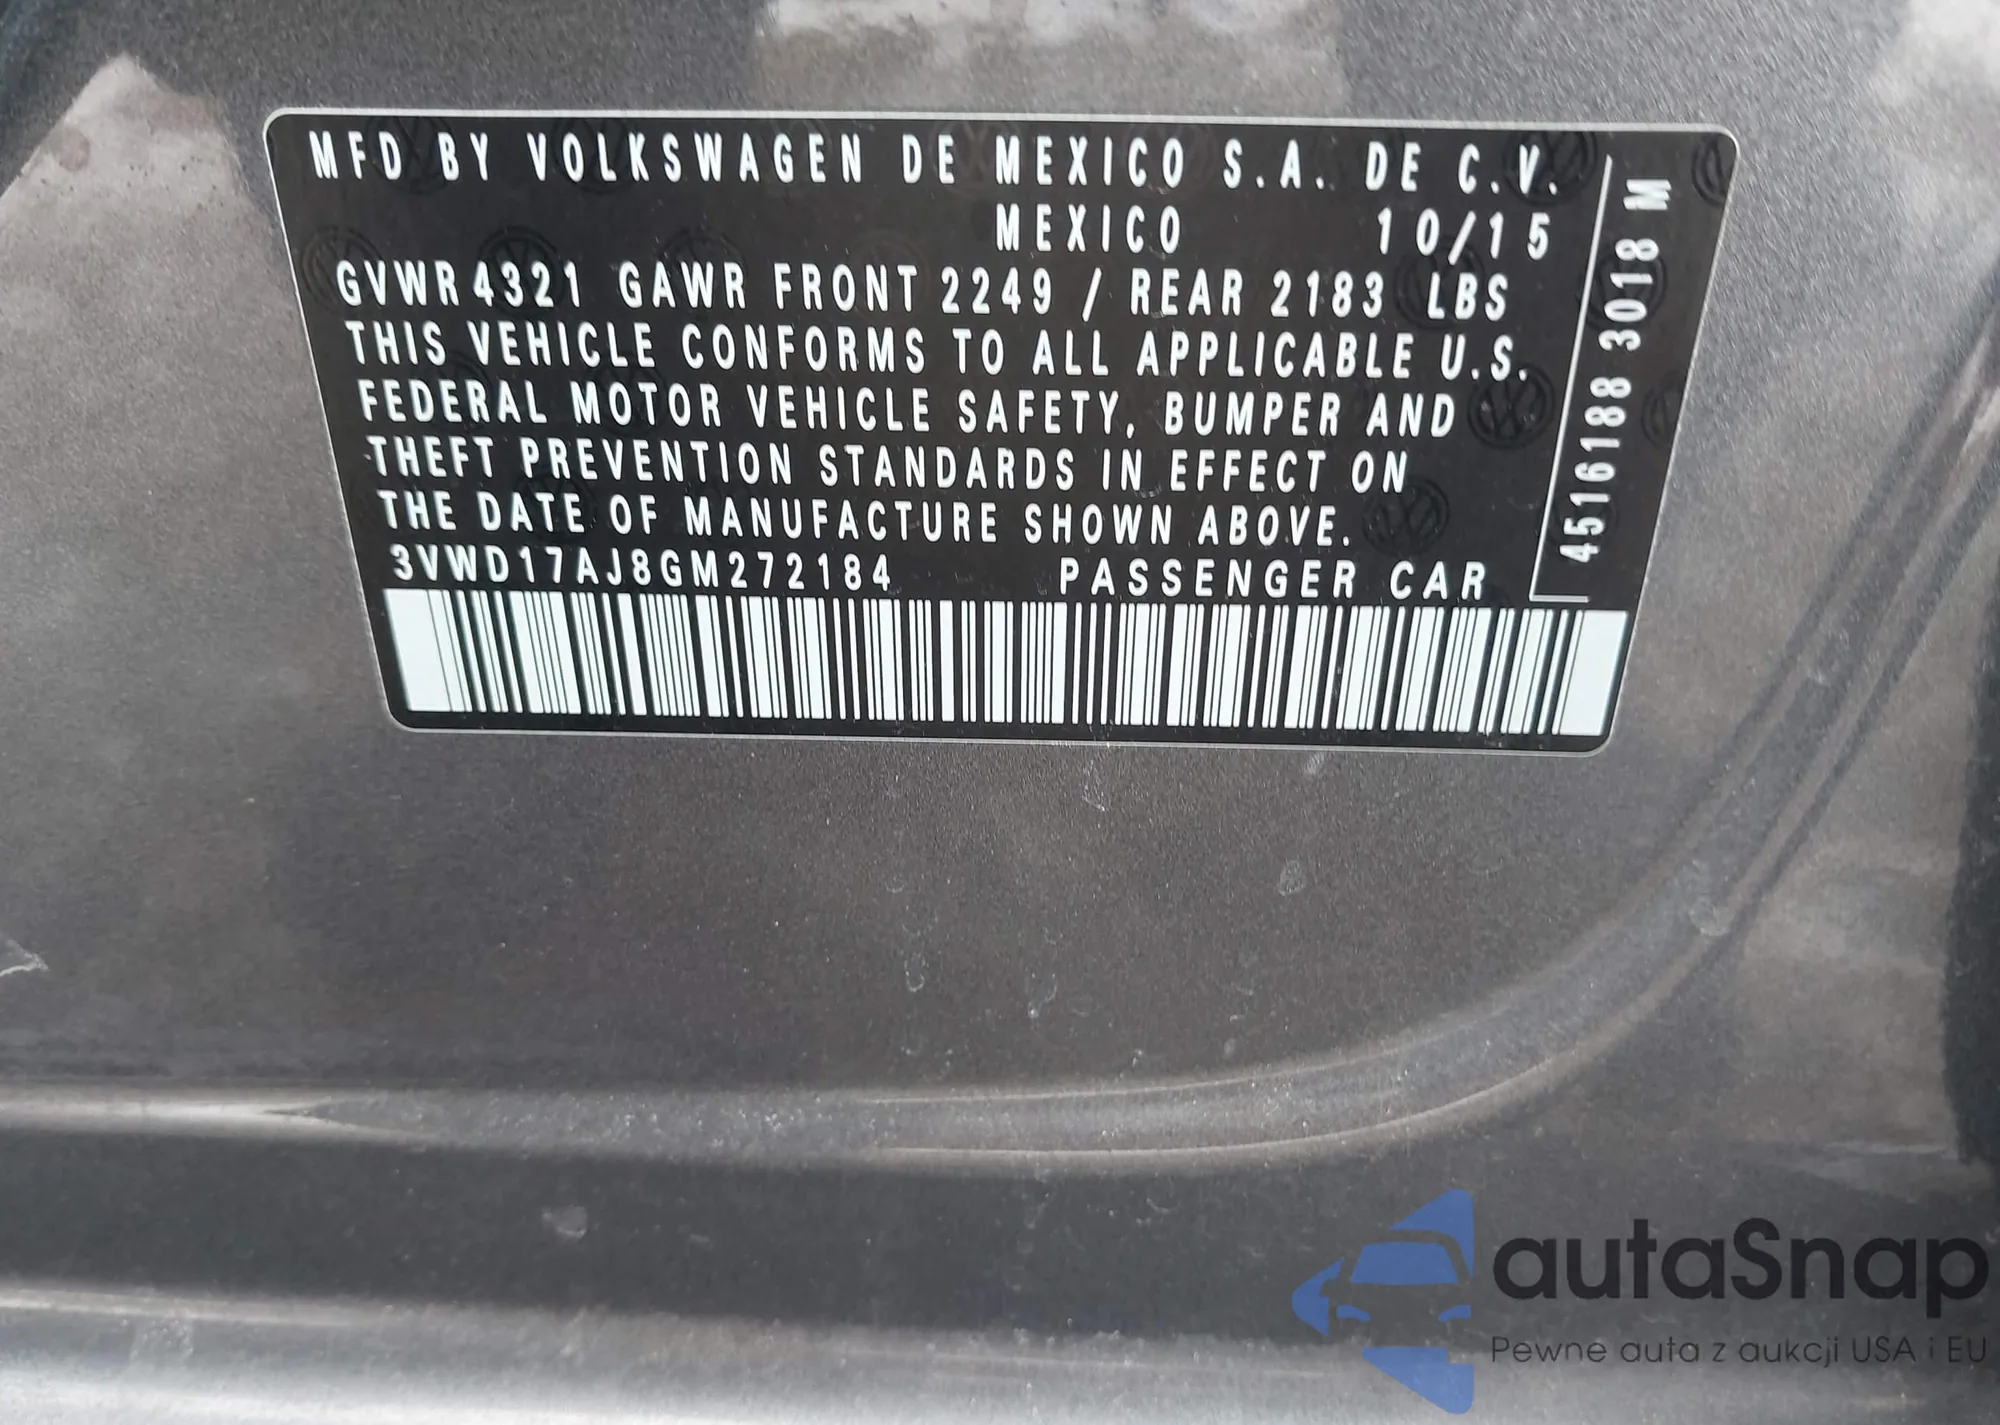 MFD BY VOLKSWAGEN DE MEXICO S.A. DE C.V.
MEXICO 10/15
GVWR 4321 GAWR FRONT 2249 / REAR 2183 LBS
THIS VEHICLE CONFORMS TO ALL APPLICABLE U.S.
FEDERAL MOTOR VEHICLE SAFETY, BUMPER AND
THEFT PREVENTION STANDARDS IN EFFECT ON
THE DATE OF MANUFACTURE SHOWN ABOVE.
3VWD17AJ8GM272184 PASSENGER CAR
4516188 3018 M
autaSnap
Pewne auta z aukcji USA i EU